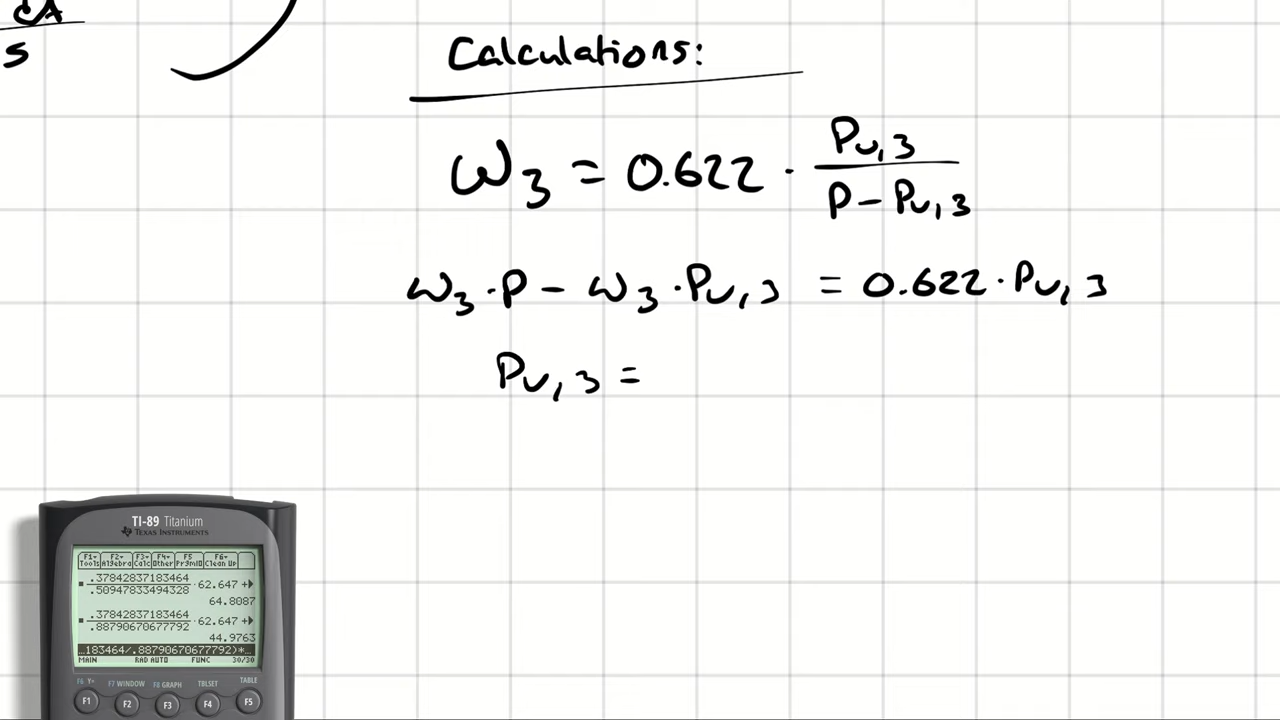 dA
s
Calculations:
ω3 = 0.622 · Pv,3 / P - Pv,3
ω3 · P - ω3 · Pv,3 = 0.622 · Pv,3
Pv,3 =
TI-89 Titanium
TEXAS INSTRUMENTS
F1▾ Tools F2▾ Algebra F3▾ Calc F4▾ Other F5 PrgmIO F6▾ Clean Up
.37842837183464 / .50947833494328 · 62.647 +
64.8087
.37842837183464 / .88790670677792 · 62.647 +
44.9763
…183464/.88790670677792)*…
MAIN RAD AUTO FUNC 30/30
F6 Y= F7 WINDOW F8 GRAPH TBLSET TABLE
F1 F2 F3 F4 F5